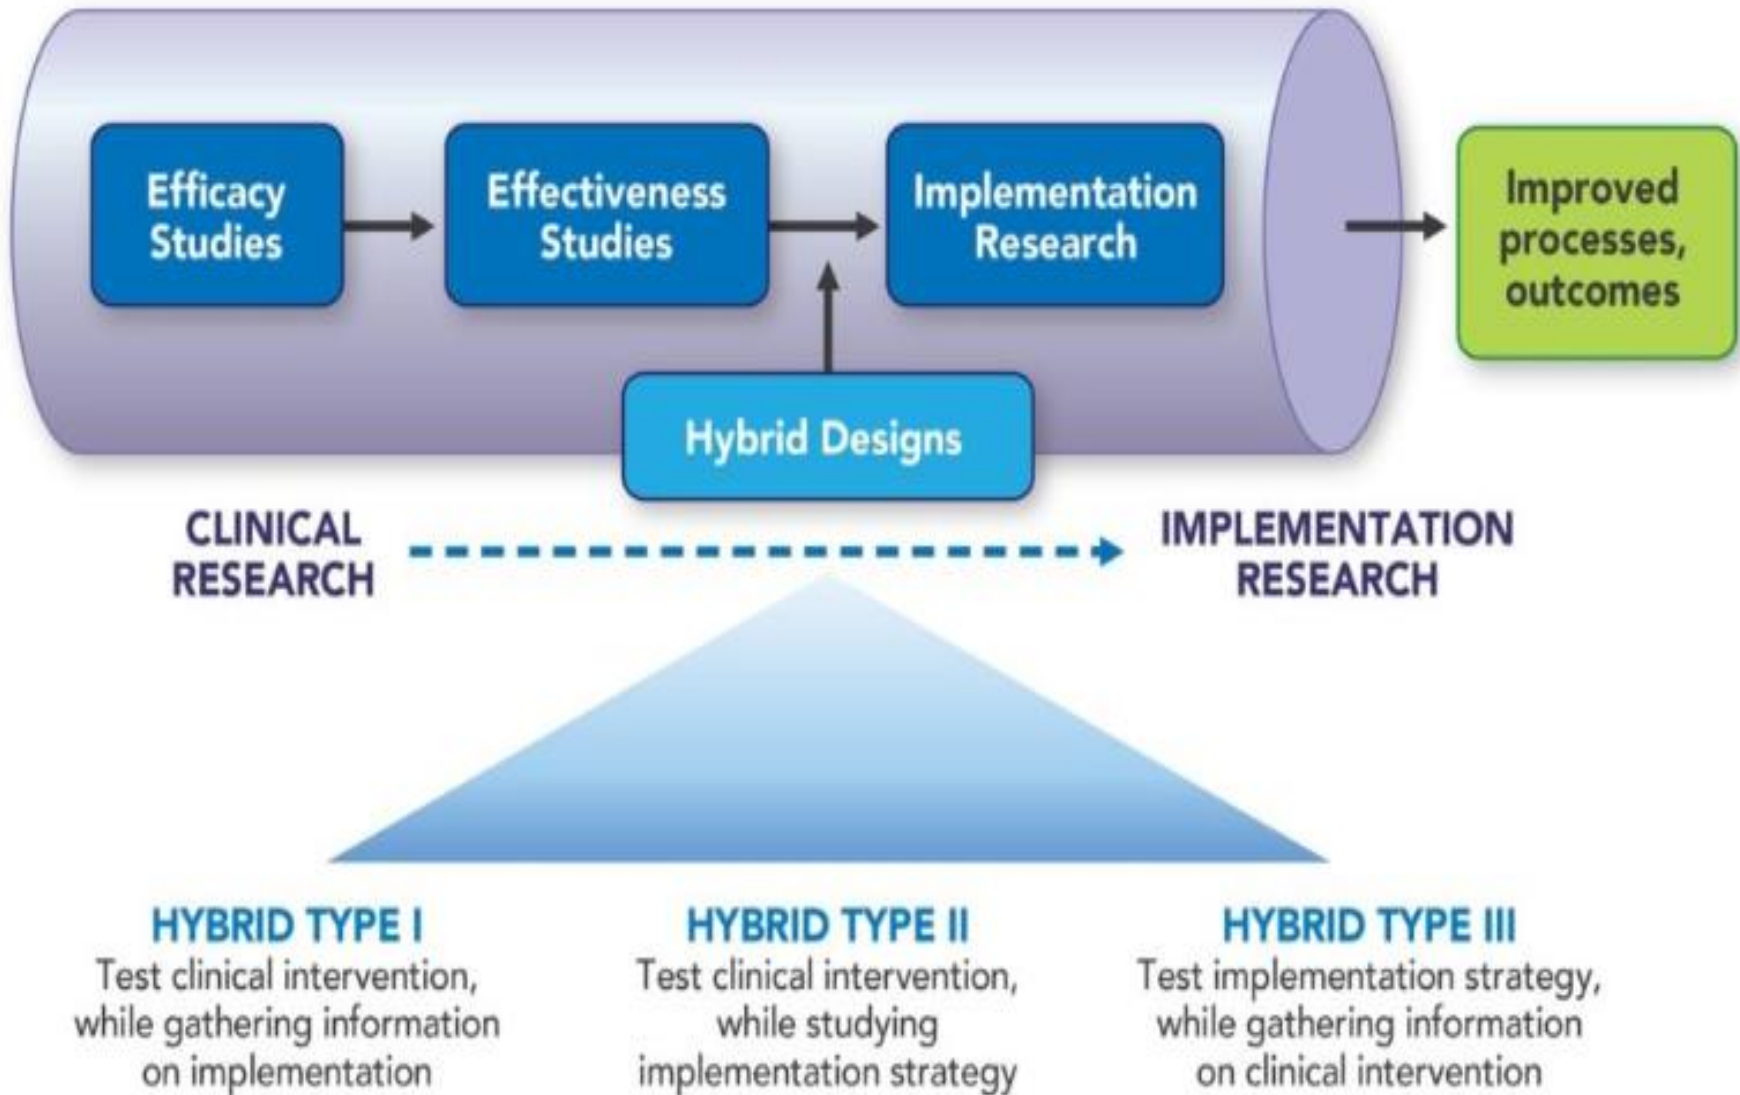 Efficacy
Studies
Effectiveness
Studies
Implementation
Research
Improved
processes,
outcomes
Hybrid Designs
CLINICAL
RESEARCH
IMPLEMENTATION
RESEARCH
HYBRID TYPE I
Test clinical intervention,
while gathering information
on implementation
HYBRID TYPE II
Test clinical intervention,
while studying
implementation strategy
HYBRID TYPE III
Test implementation strategy,
while gathering information
on clinical intervention